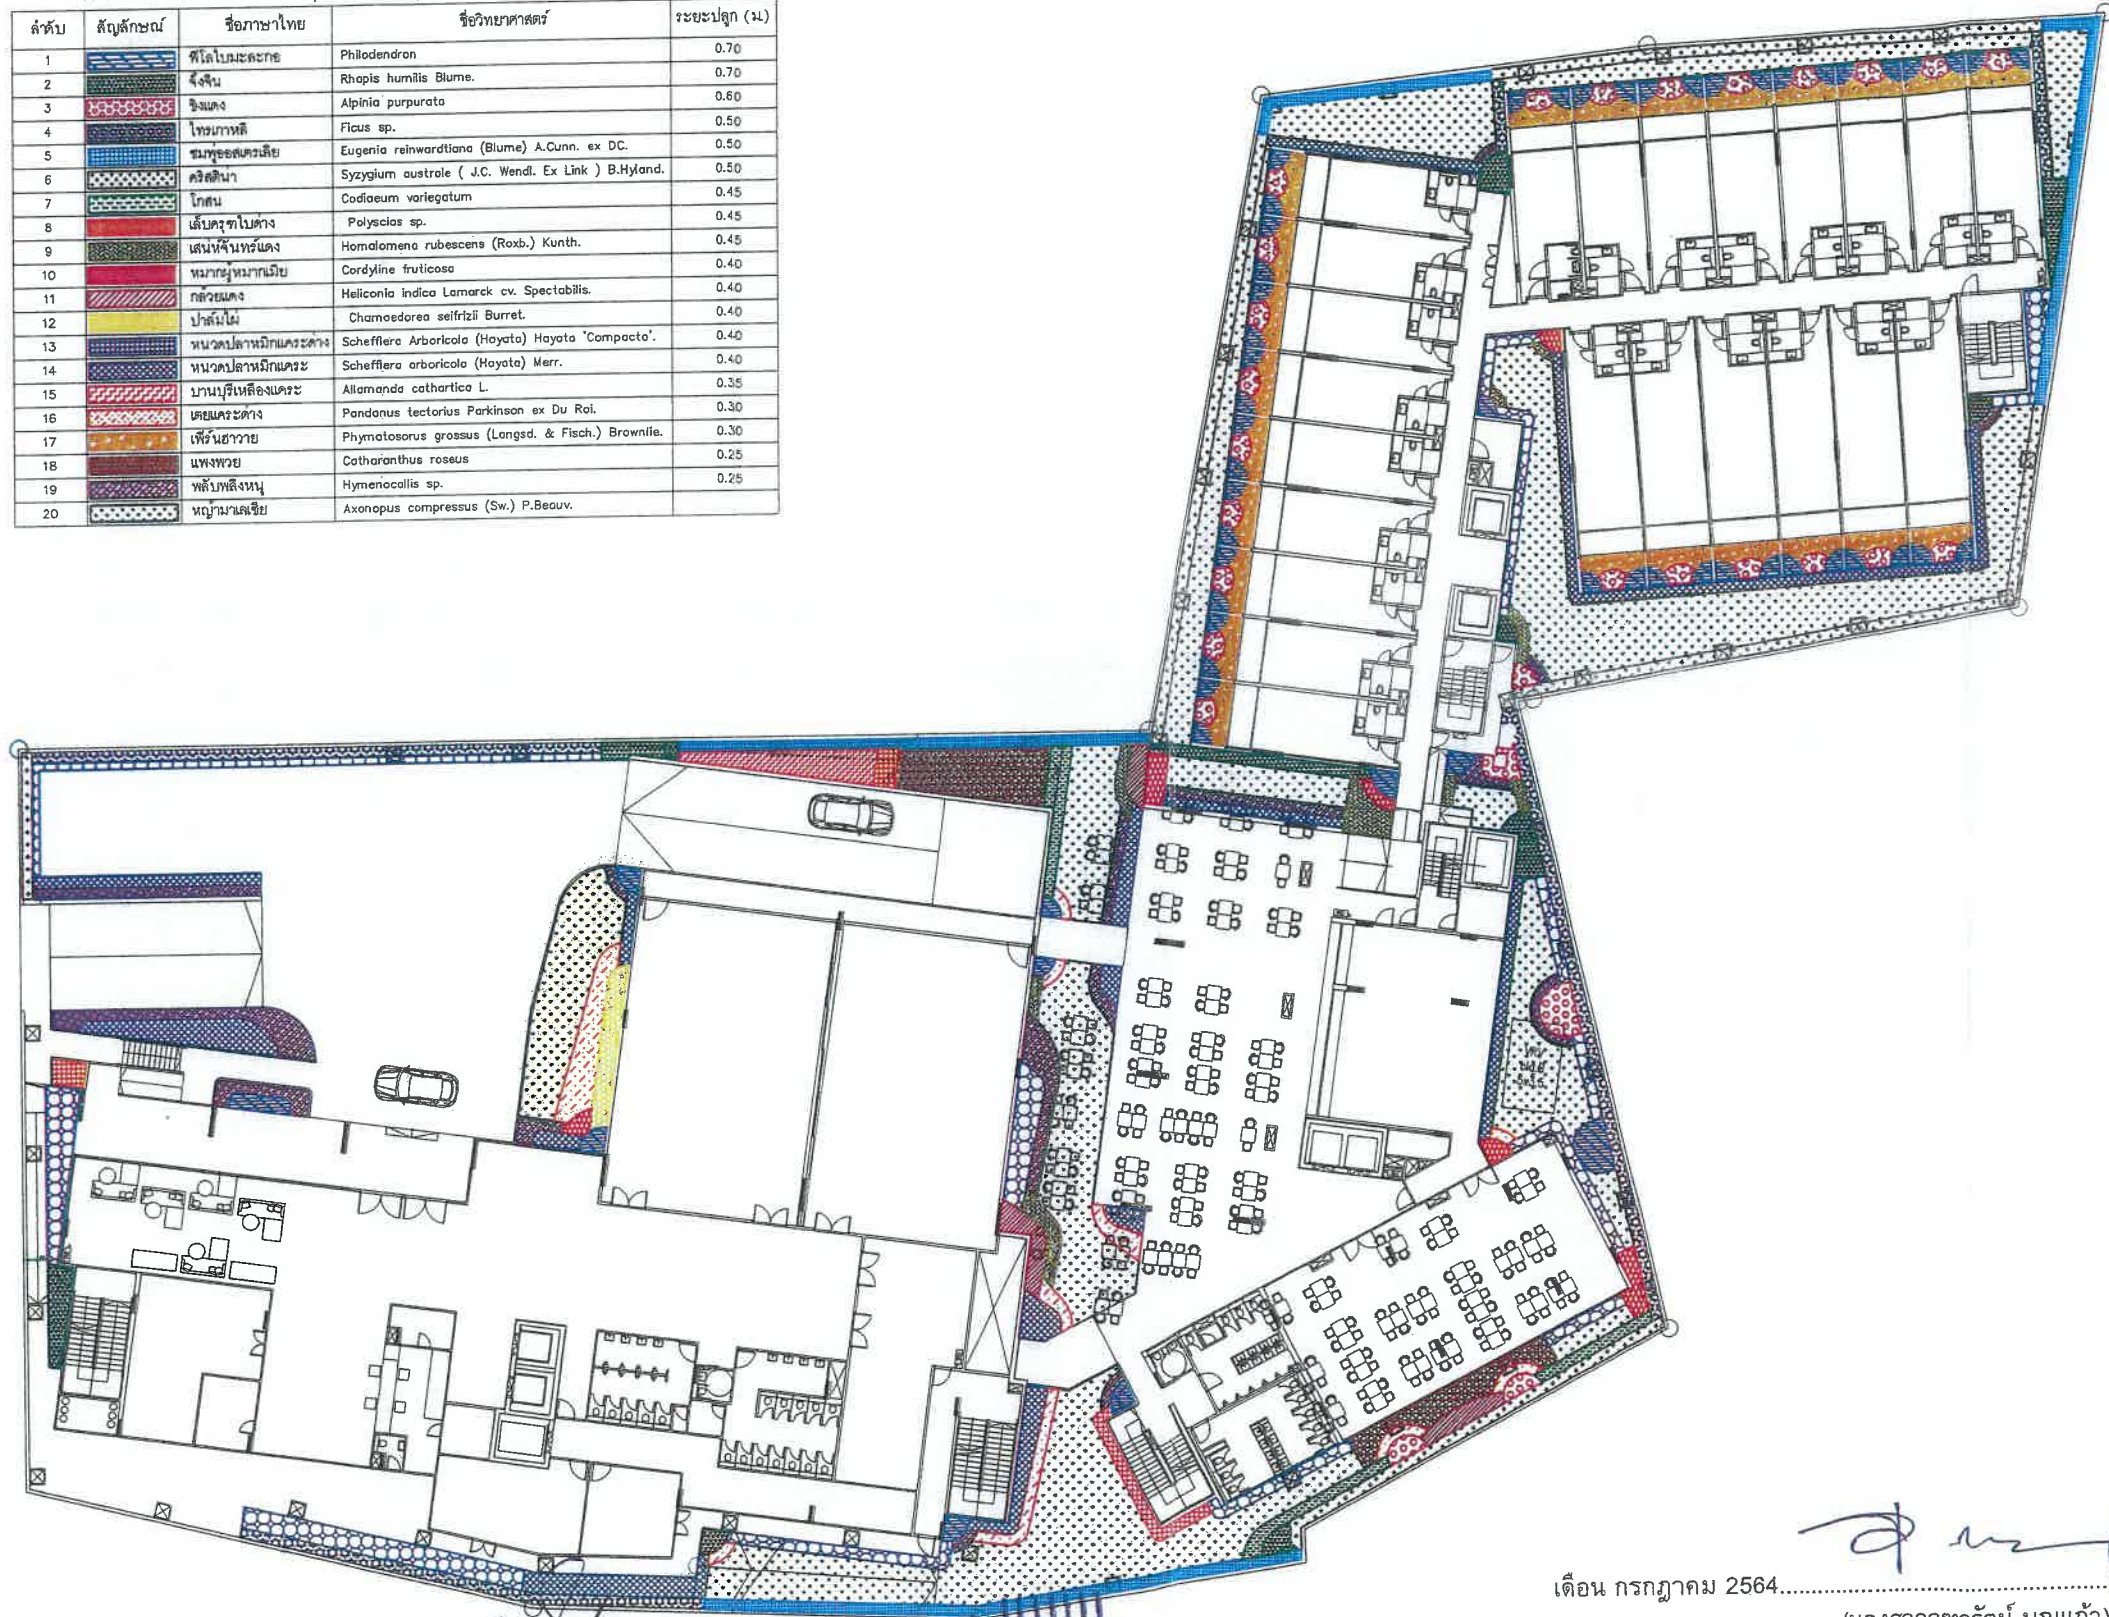 ลำดับ สัญลักษณ์ ชื่อภาษาไทย ชื่อวิทยาศาสตร์ ระยะปลูก (ม)
1 ฟิโลใบมะละกอ Philodendron 0.70
2 จั๋งจีน Rhapis humilis Blume. 0.70
3 ขิงแดง Alpinia purpurata 0.60
4 ไทรเกาหลี Ficus sp. 0.50
5 ชมพู่ออสเตรเลีย Eugenia reinwardtiana (Blume) A.Cunn. ex DC. 0.50
6 คริสติน่า Syzygium australe ( J.C. Wendl. Ex Link ) B.Hyland. 0.50
7 โกสน Codiaeum variegatum 0.45
8 เล็บครุฑใบด่าง Polyscias sp. 0.45
9 เสน่ห์จันทร์แดง Homalomena rubescens (Roxb.) Kunth. 0.45
10 หมากผู้หมากเมีย Cordyline fruticosa 0.40
11 กล้วยแดง Heliconia indica Lamarck cv. Spectabilis. 0.40
12 ปาล์มไผ่ Chamaedorea seifrizii Burret. 0.40
13 หนวดปลาหมึกแคระด่าง Schefflera Arboricola (Hayata) Hayata 'Compacta'. 0.40
14 หนวดปลาหมึกแคระ Schefflera arboricola (Hayata) Merr. 0.40
15 บานบุรีเหลืองแคระ Allamanda cathartica L. 0.35
16 เตยแคระด่าง Pandanus tectorius Parkinson ex Du Roi. 0.30
17 เฟิร์นฮาวาย Phymatosorus grossus (Langsd. & Fisch.) Brownlie. 0.30
18 แพงพวย Catharanthus roseus 0.25
19 พลับพลึงหนู Hymenocallis sp. 0.25
20 หญ้ามาเลเซีย Axonopus compressus (Sw.) P.Beauv.
เดือน กรกฎาคม 2564